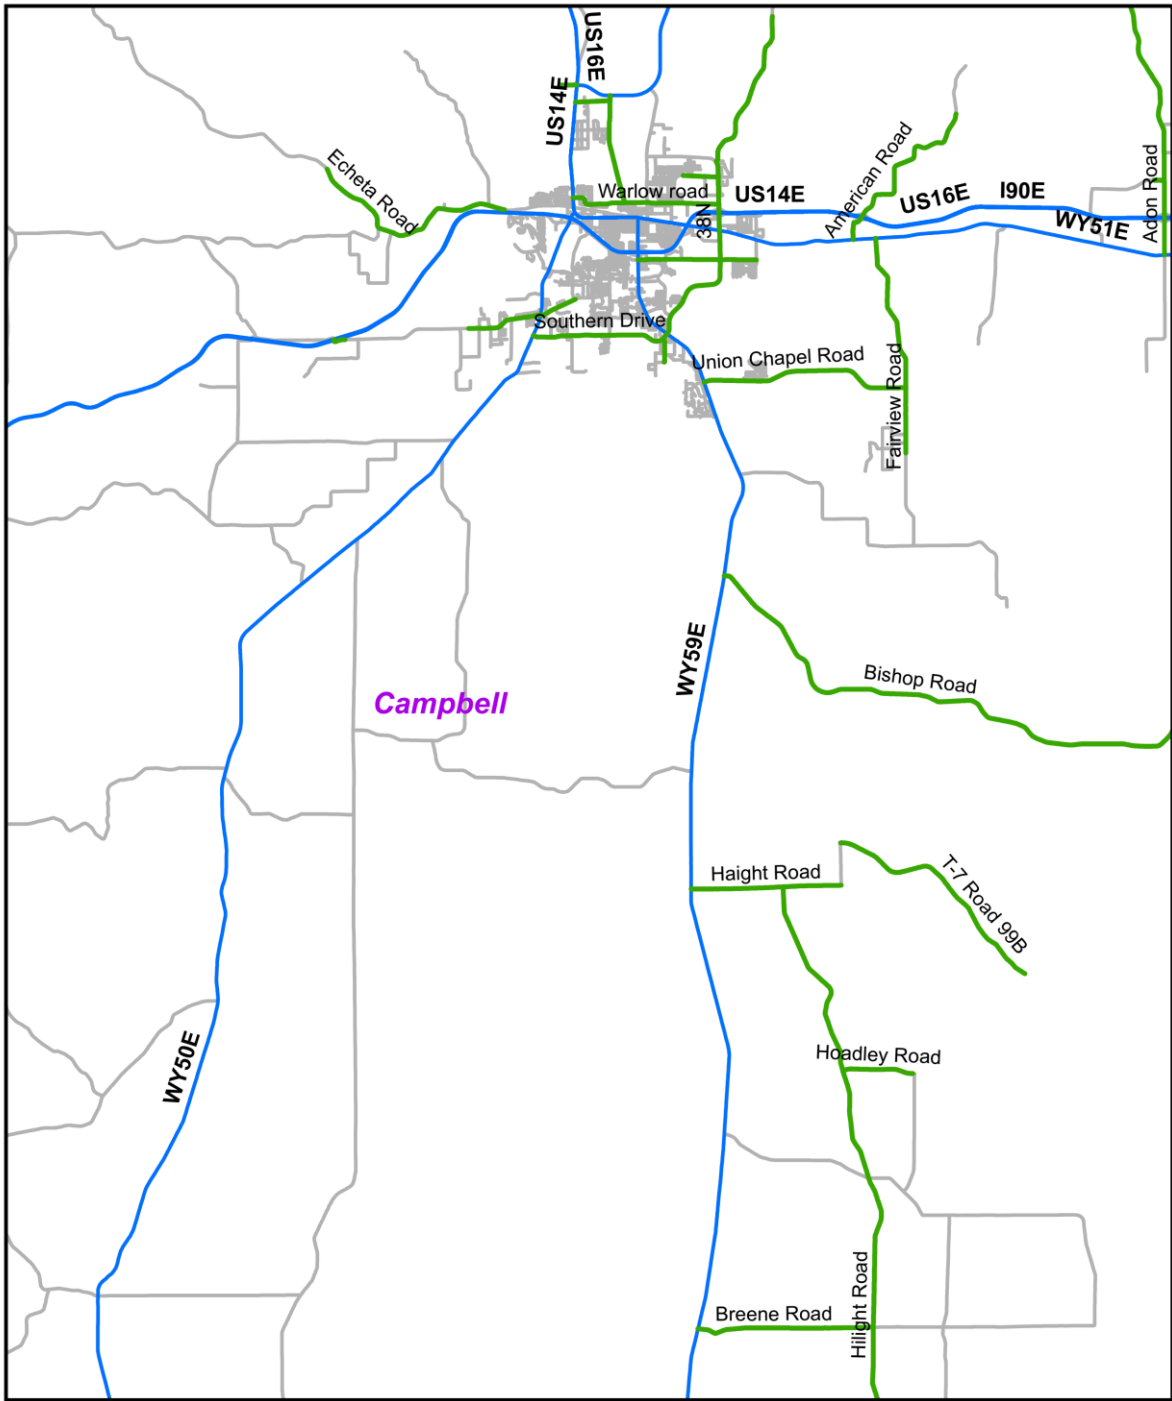 US16E
US14E
Echeta Road
Warlow road
38N
US14E
American Road
US16E
I90E
WY51E
Adon Road
Southern Drive
Union Chapel Road
Fairview Road
WY59E
Bishop Road
Campbell
Haight Road
T-7 Road 99B
WY50E
Hoadley Road
Hilight Road
Breene Road